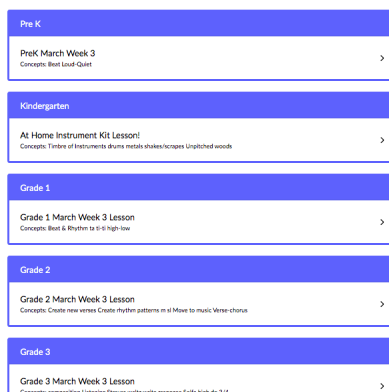 Pre K
PreK March Week 3
Concepts: Beat Loud-Quiet
Kindergarten
At Home Instrument Kit Lesson!
Concepts: Timbre of Instruments drums metals shakes/scrapes Unpitched woods
Grade 1
Grade 1 March Week 3 Lesson
Concepts: Beat & Rhythm ta ti-ti high-low
Grade 2
Grade 2 March Week 3 Lesson
Concepts: Create new verses Create rhythm patterns m sl Move to music Verse-chorus
Grade 3
Grade 3 March Week 3 Lesson